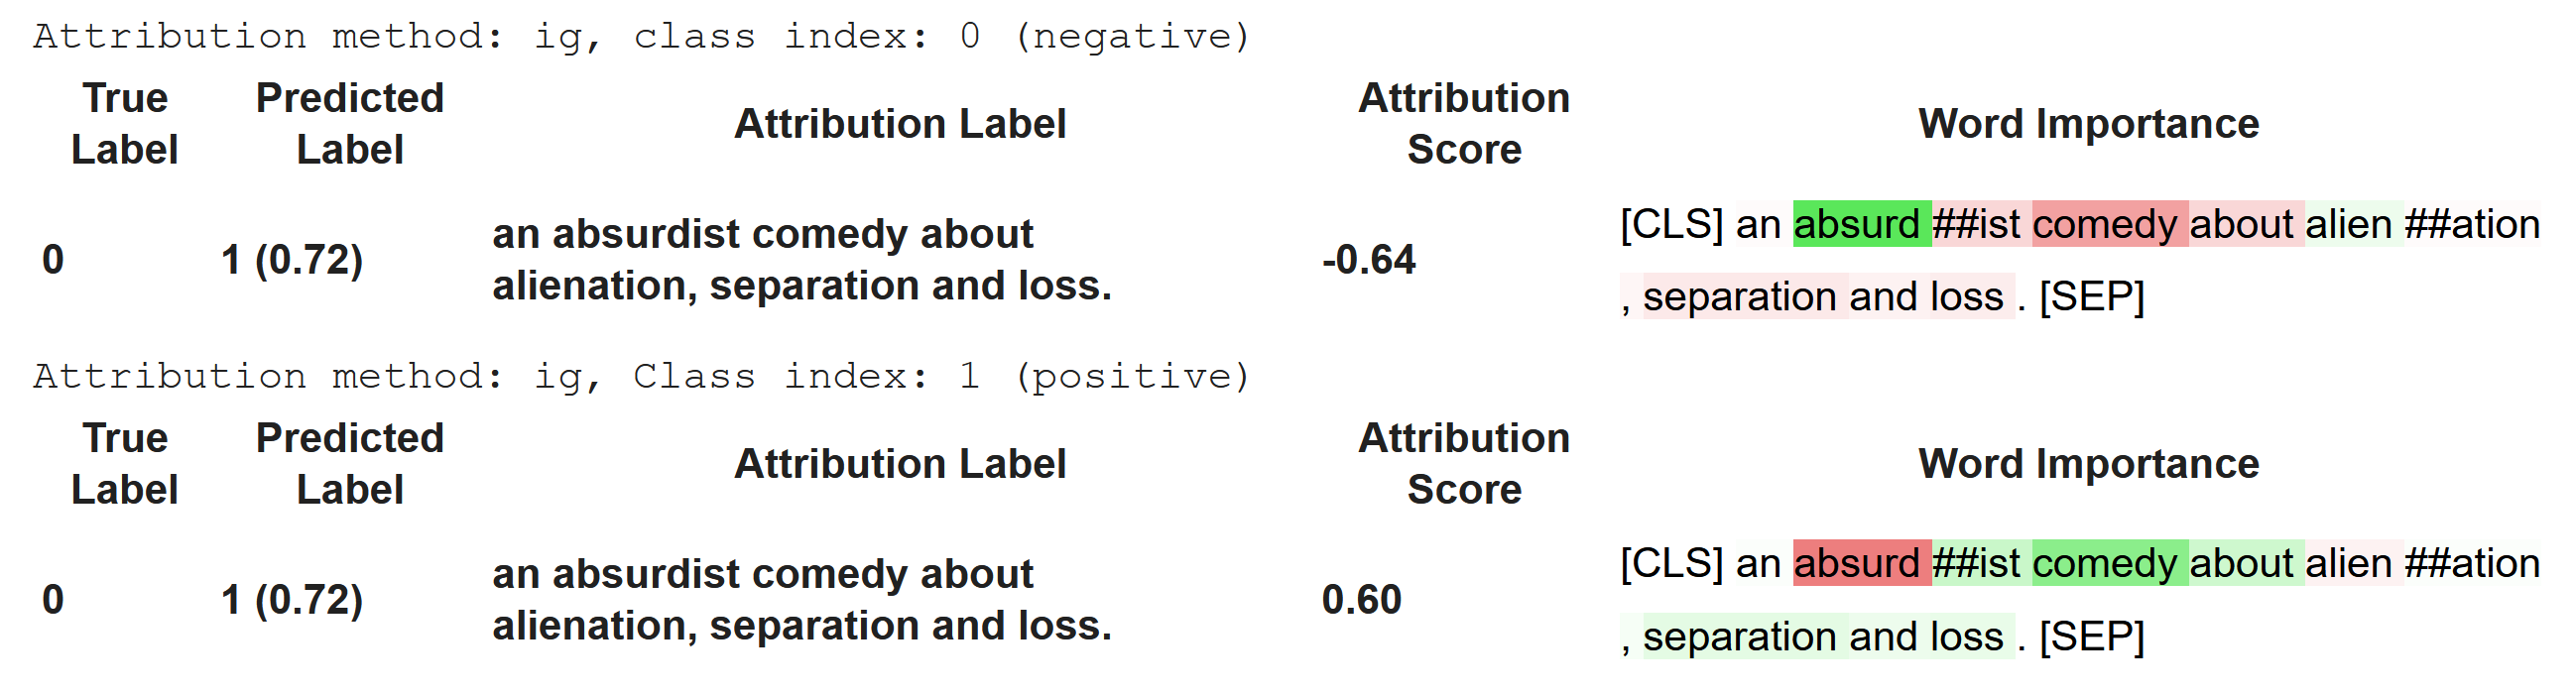 Attribution method: ig, class index: 0 (negative)
True Label Predicted Label Attribution Label Attribution Score Word Importance
0 1 (0.72) an absurdist comedy about alienation, separation and loss. -0.64 [CLS] an absurd ##ist comedy about alien ##ation
, separation and loss . [SEP]
Attribution method: ig, Class index: 1 (positive)
True Label Predicted Label Attribution Label Attribution Score Word Importance
0 1 (0.72) an absurdist comedy about alienation, separation and loss. 0.60 [CLS] an absurd ##ist comedy about alien ##ation
, separation and loss . [SEP]